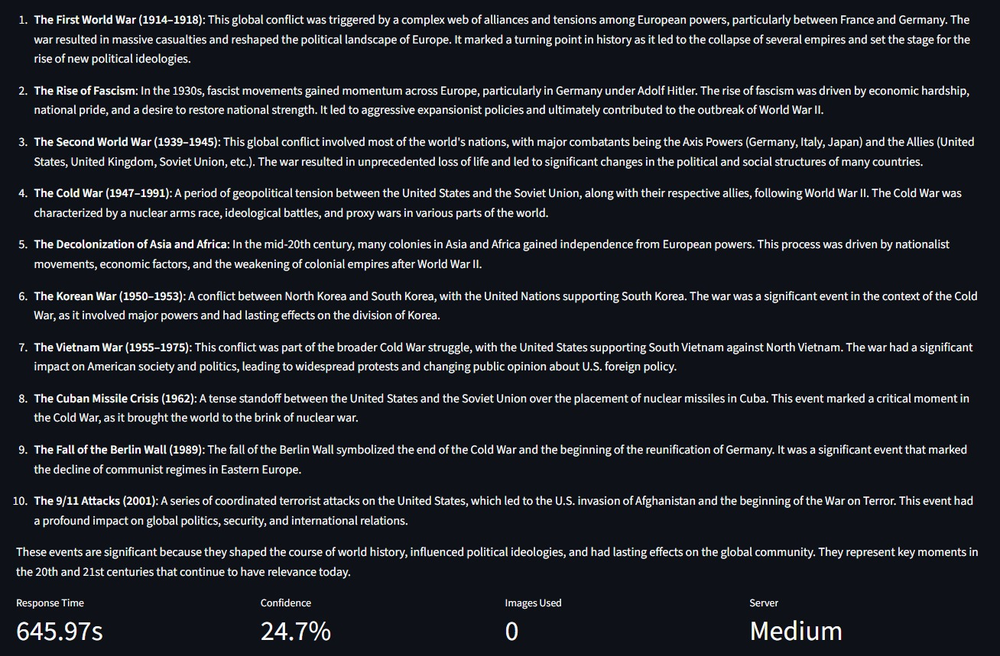 1. The First World War (1914–1918): This global conflict was triggered by a complex web of alliances and tensions among European powers, particularly between France and Germany. The
war resulted in massive casualties and reshaped the political landscape of Europe. It marked a turning point in history as it led to the collapse of several empires and set the stage for the
rise of new political ideologies.
2. The Rise of Fascism: In the 1930s, fascist movements gained momentum across Europe, particularly in Germany under Adolf Hitler. The rise of fascism was driven by economic hardship,
national pride, and a desire to restore national strength. It led to aggressive expansionist policies and ultimately contributed to the outbreak of World War II.
3. The Second World War (1939–1945): This global conflict involved most of the world's nations, with major combatants being the Axis Powers (Germany, Italy, Japan) and the Allies (United
States, United Kingdom, Soviet Union, etc.). The war resulted in unprecedented loss of life and led to significant changes in the political and social structures of many countries.
4. The Cold War (1947–1991): A period of geopolitical tension between the United States and the Soviet Union, along with their respective allies, following World War II. The Cold War was
characterized by a nuclear arms race, ideological battles, and proxy wars in various parts of the world.
5. The Decolonization of Asia and Africa: In the mid-20th century, many colonies in Asia and Africa gained independence from European powers. This process was driven by nationalist
movements, economic factors, and the weakening of colonial empires after World War II.
6. The Korean War (1950–1953): A conflict between North Korea and South Korea, with the United Nations supporting South Korea. The war was a significant event in the context of the Cold
War, as it involved major powers and had lasting effects on the division of Korea.
7. The Vietnam War (1955–1975): This conflict was part of the broader Cold War struggle, with the United States supporting South Vietnam against North Vietnam. The war had a significant
impact on American society and politics, leading to widespread protests and changing public opinion about U.S. foreign policy.
8. The Cuban Missile Crisis (1962): A tense standoff between the United States and the Soviet Union over the placement of nuclear missiles in Cuba. This event marked a critical moment in
the Cold War, as it brought the world to the brink of nuclear war.
9. The Fall of the Berlin Wall (1989): The fall of the Berlin Wall symbolized the end of the Cold War and the beginning of the reunification of Germany. It was a significant event that marked
the decline of communist regimes in Eastern Europe.
10. The 9/11 Attacks (2001): A series of coordinated terrorist attacks on the United States, which led to the U.S. invasion of Afghanistan and the beginning of the War on Terror. This event had
a profound impact on global politics, security, and international relations.
These events are significant because they shaped the course of world history, influenced political ideologies, and had lasting effects on the global community. They represent key moments in
the 20th and 21st centuries that continue to have relevance today.
Response Time Confidence Images Used Server
645.97s 24.7% 0 Medium